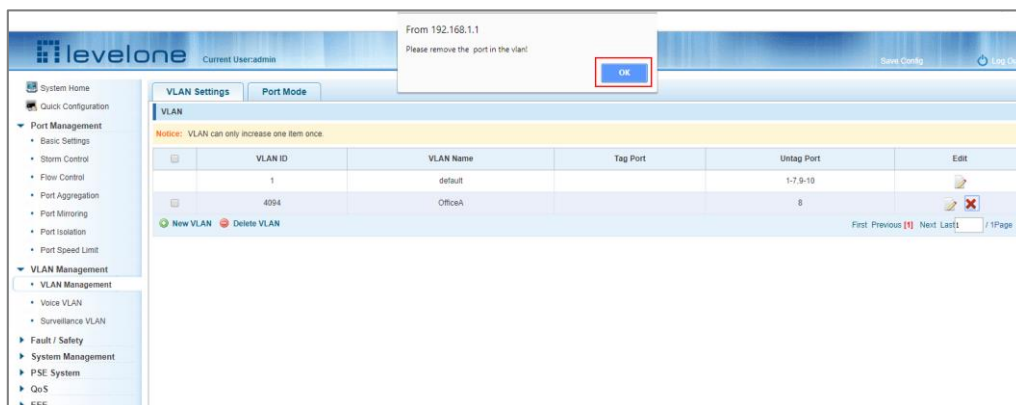 From 192.168.1.1
Please remove the port in the vlan!
OK
levelone Current User:admin
Save Config Log Ou
System Home
Quick Configuration
Port Management
Basic Settings
Storm Control
Flow Control
Port Aggregation
Port Mirroring
Port Isolation
Port Speed Limit
VLAN Management
VLAN Management
Voice VLAN
Surveillance VLAN
Fault / Safety
System Management
PSE System
QoS
EEE
VLAN Settings Port Mode
VLAN
Notice: VLAN can only increase one item once.
VLAN ID VLAN Name Tag Port Untag Port Edit
1 default 1-7,9-10
4094 OfficeA 8
New VLAN Delete VLAN First Previous [1] Next Last 1 / 1Page